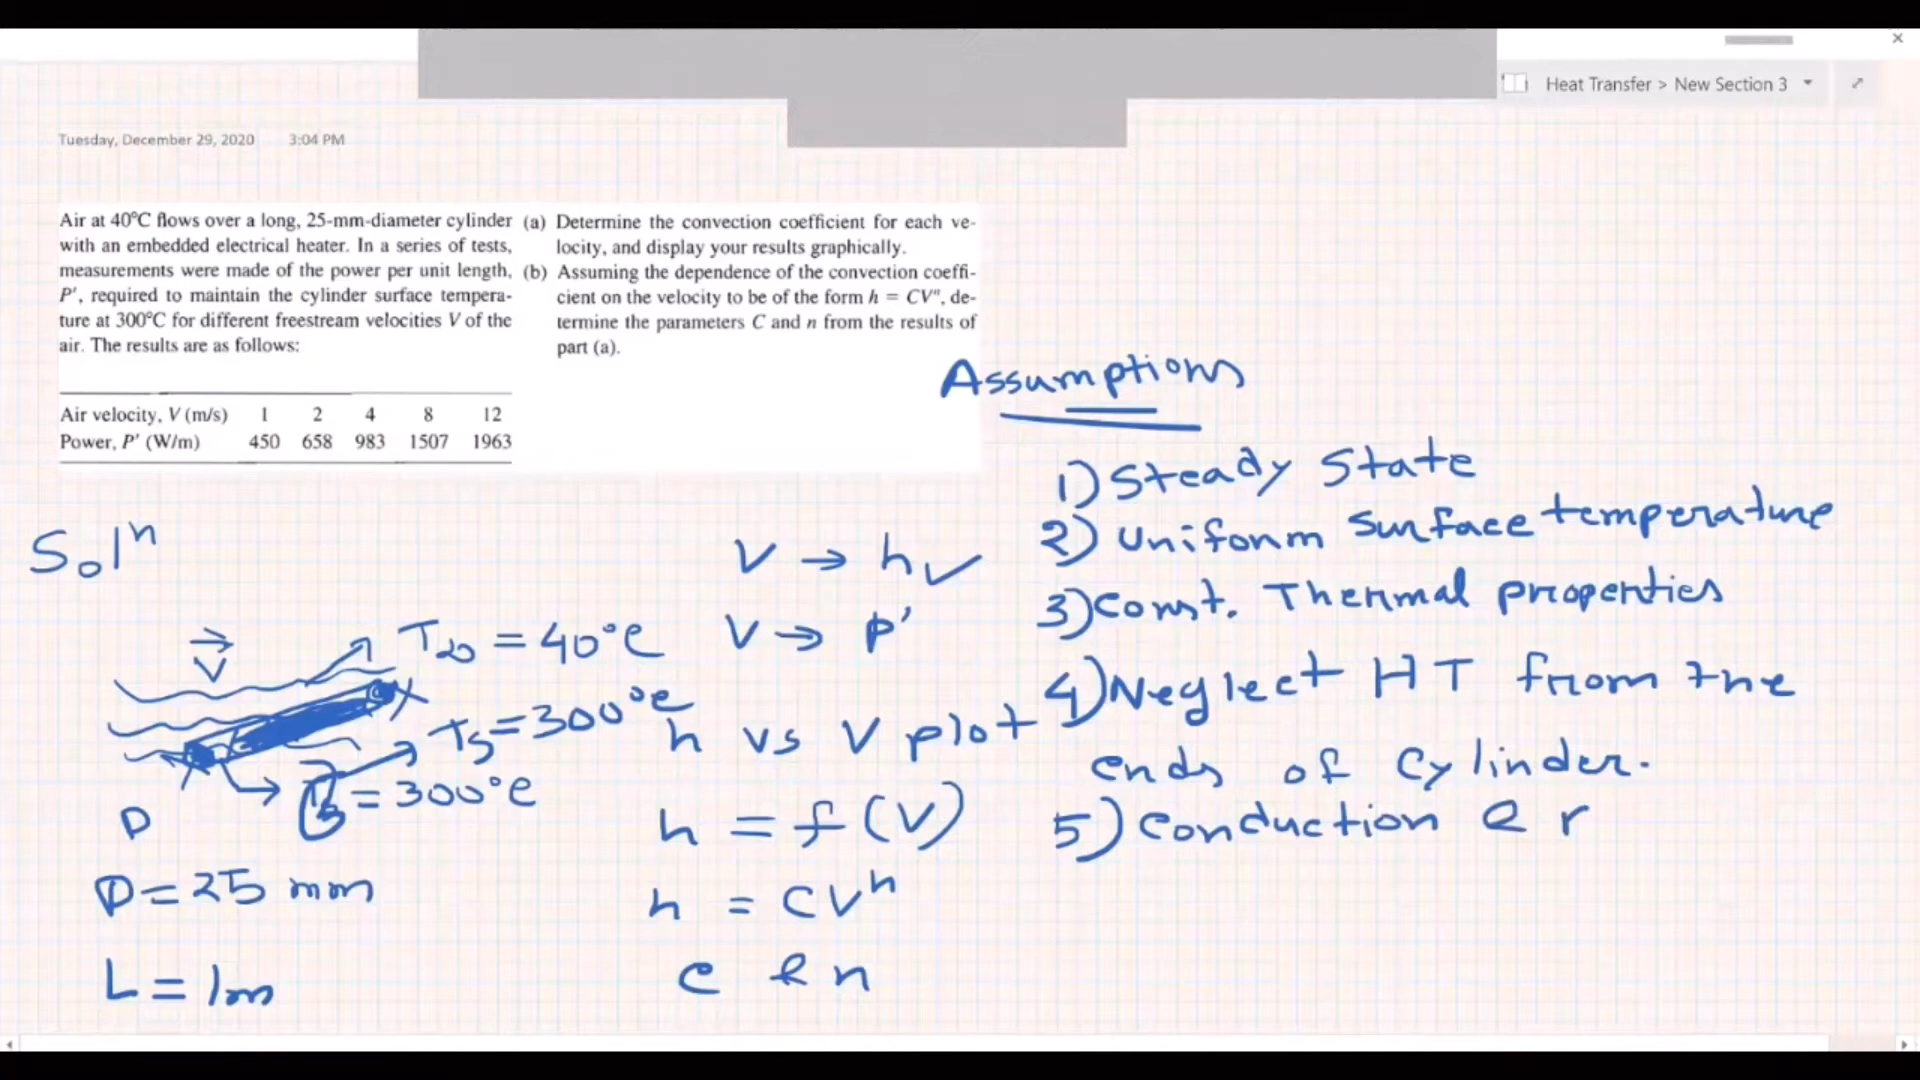 Heat Transfer > New Section 3
Tuesday, December 29, 2020 3:04 PM
Air at 40°C flows over a long, 25-mm-diameter cylinder
with an embedded electrical heater. In a series of tests,
measurements were made of the power per unit length,
P', required to maintain the cylinder surface tempera-
ture at 300°C for different freestream velocities V of the
air. The results are as follows:
Air velocity, V (m/s) 1 2 4 8 12
Power, P' (W/m) 450 658 983 1507 1963
(a) Determine the convection coefficient for each ve-
locity, and display your results graphically.
(b) Assuming the dependence of the convection coeffi-
cient on the velocity to be of the form h = CVⁿ, de-
termine the parameters C and n from the results of
part (a).
Solⁿ
V
T∞ = 40°C
Ts = 300°C
= 300°C
D
D = 25 mm
L = 1m
V → h ✓
V → P'
h vs V plot
h = f (V)
h = CVⁿ
C & n
Assumptions
1) Steady State
2) Uniform surface temperature
3) Const. Thermal properties
4) Neglect HT from the
ends of cylinder.
5) Conduction & r